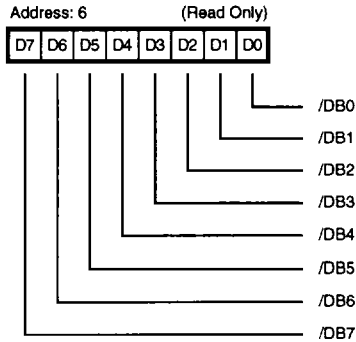 Address: 6 (Read Only)
D7 D6 D5 D4 D3 D2 D1 D0
/DB0
/DB1
/DB2
/DB3
/DB4
/DB5
/DB6
/DB7